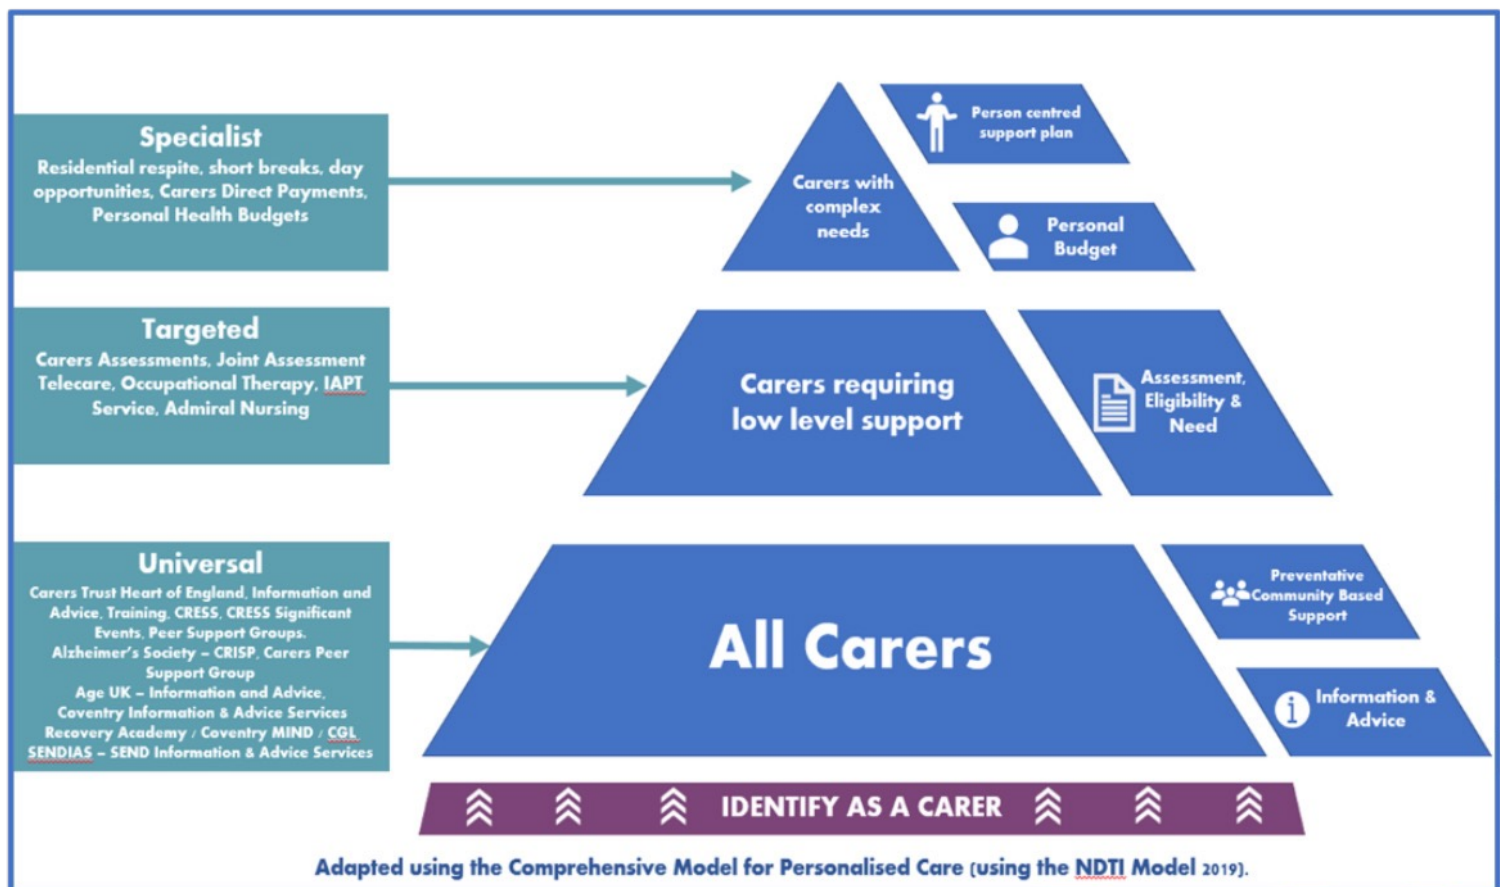 Specialist
Residential respite, short breaks, day
opportunities, Carers Direct Payments,
Personal Health Budgets
Carers with
complex
needs
Person centred
support plan
Personal
Budget
Targeted
Carers Assessments, Joint Assessment
Telecare, Occupational Therapy, IAPT
Service, Admiral Nursing
Carers requiring
low level support
Assessment,
Eligibility &
Need
Universal
Carers Trust Heart of England, Information and
Advice, Training, CRESS, CRESS Significant
Events, Peer Support Groups.
Alzheimer's Society – CRISP, Carers Peer
Support Group
Age UK – Information and Advice,
Coventry Information & Advice Services
Recovery Academy / Coventry MIND / CGL
SENDIAS – SEND Information & Advice Services
All Carers
Preventative
Community Based
Support
Information &
Advice
IDENTIFY AS A CARER
Adapted using the Comprehensive Model for Personalised Care (using the NDTI Model 2019).